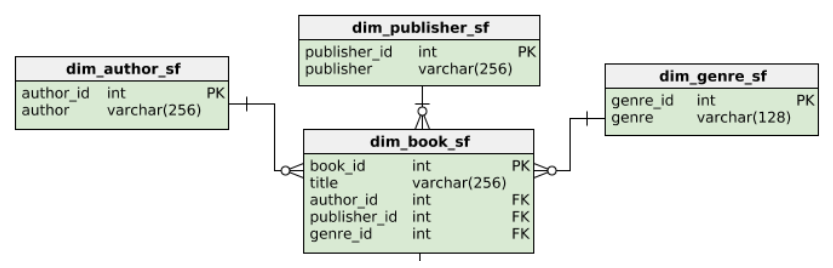 dim_publisher_sf
publisher_id int PK
publisher varchar(256)
dim_author_sf
author_id int PK
author varchar(256)
dim_genre_sf
genre_id int PK
genre varchar(128)
dim_book_sf
book_id int PK
title varchar(256)
author_id int FK
publisher_id int FK
genre_id int FK